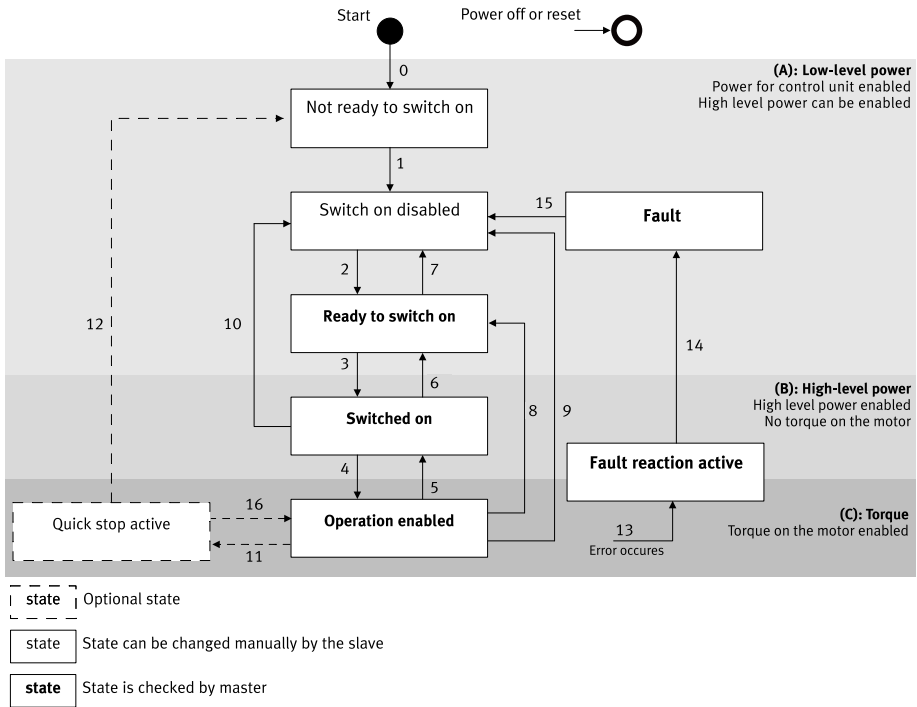 Start
Power off or reset
0
(A): Low-level power
Power for control unit enabled
High level power can be enabled
Not ready to switch on
1
Switch on disabled
15
Fault
2
7
Ready to switch on
12
10
14
3
6
(B): High-level power
High level power enabled
No torque on the motor
8
9
Switched on
4
5
Fault reaction active
Quick stop active
16
11
Operation enabled
(C): Torque
Torque on the motor enabled
13
Error occures
state
Optional state
state
State can be changed manually by the slave
state
State is checked by master